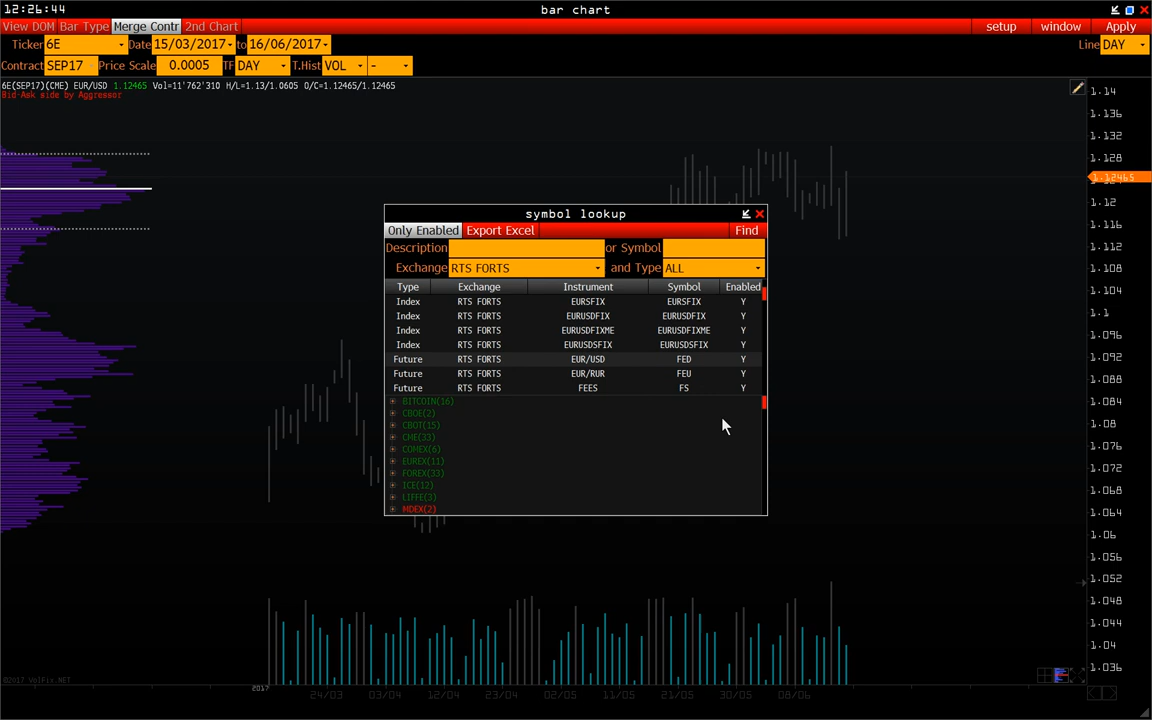 12:26:44
bar chart
View DOM Bar Type Merge Contr 2nd Chart setup window Apply
Ticker 6E Date 15/03/2017 to 16/06/2017 Line DAY
Contract SEP17 Price Scale 0.0005 TF DAY T.Hist VOL -
6E(SEP17)(CME) EUR/USD 1.12465 Vol=11'762'310 H/L=1.13/1.0605 O/C=1.12465/1.12465
Bid-Ask side by Aggressor
1.14
1.136
1.132
1.128
1.12465
1.12
1.116
1.112
1.108
1.104
1.1
1.096
1.092
1.088
1.084
1.08
1.076
1.072
1.068
1.064
1.06
1.056
1.052
1.048
1.044
1.04
1.036
symbol lookup
Only Enabled Export Excel Find
Description or Symbol
Exchange RTS FORTS and Type ALL
Type Exchange Instrument Symbol Enabled
Index RTS FORTS EURSFIX EURSFIX Y
Index RTS FORTS EURUSDFIX EURUSDFIX Y
Index RTS FORTS EURUSDFIXME EURUSDFIXME Y
Index RTS FORTS EURUSDSFIX EURUSDSFIX Y
Future RTS FORTS EUR/USD FED Y
Future RTS FORTS EUR/RUR FEU Y
Future RTS FORTS FEES FS Y
BITCOIN(16)
CBOE(2)
CBOT(15)
CME(33)
COMEX(6)
EUREX(11)
FOREX(33)
ICE(12)
LIFFE(3)
MDEX(2)
©2017 VolFix.NET
2017 24/03 03/04 12/04 23/04 02/05 11/05 21/05 30/05 08/06